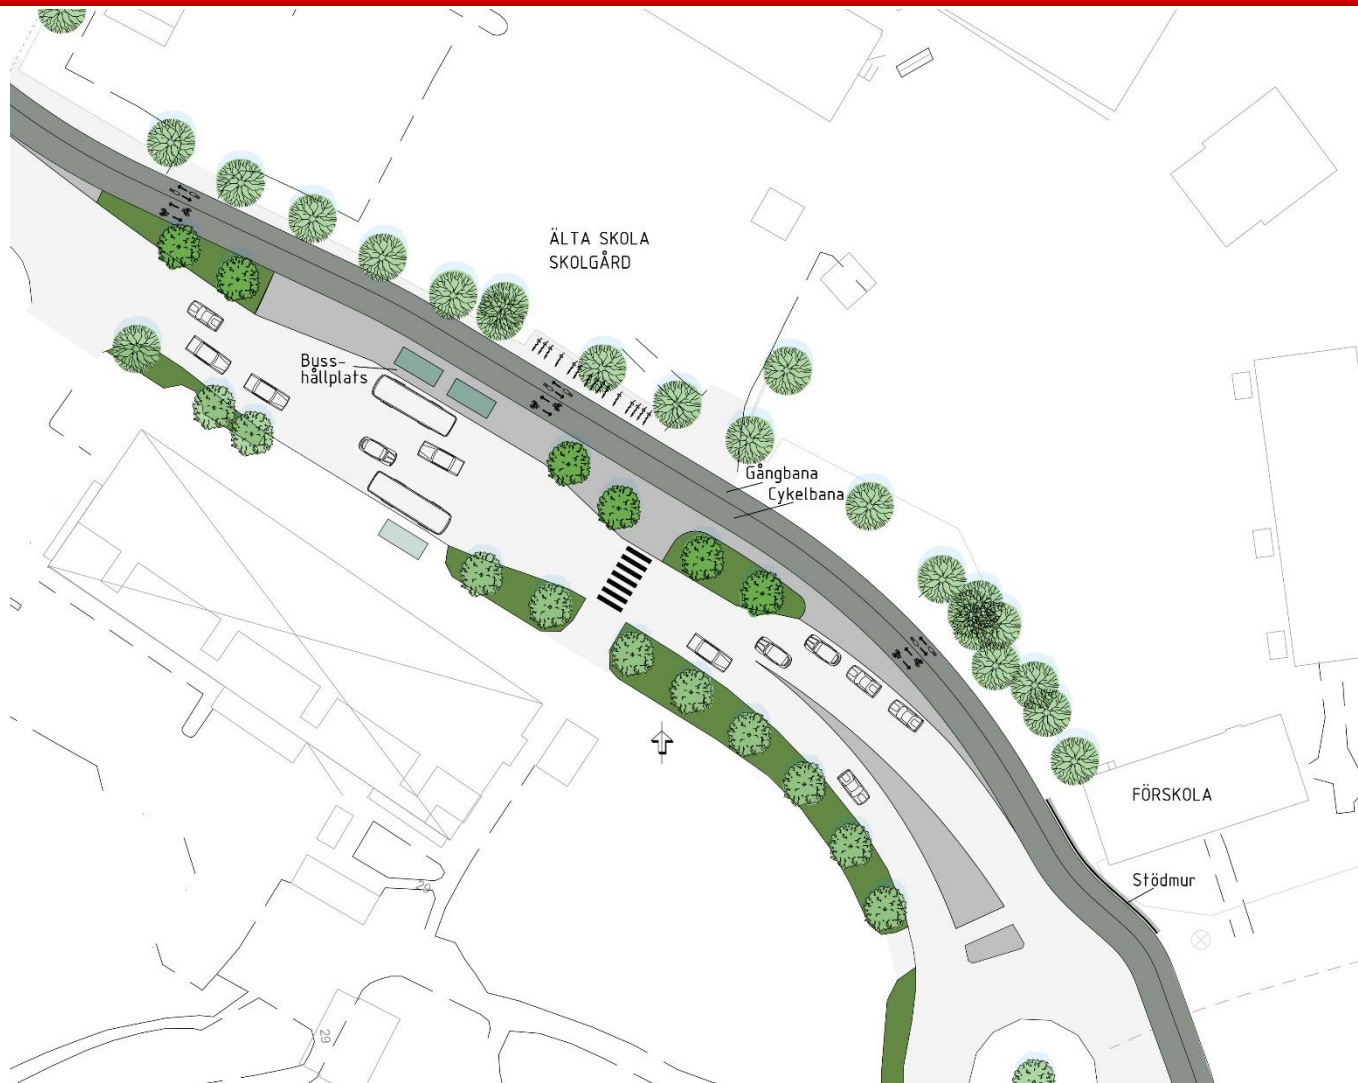 ÄLTA SKOLA
SKOLGÅRD
Buss-
hållplats
Gångbana
Cykelbana
FÖRSKOLA
Stödmur
29
29